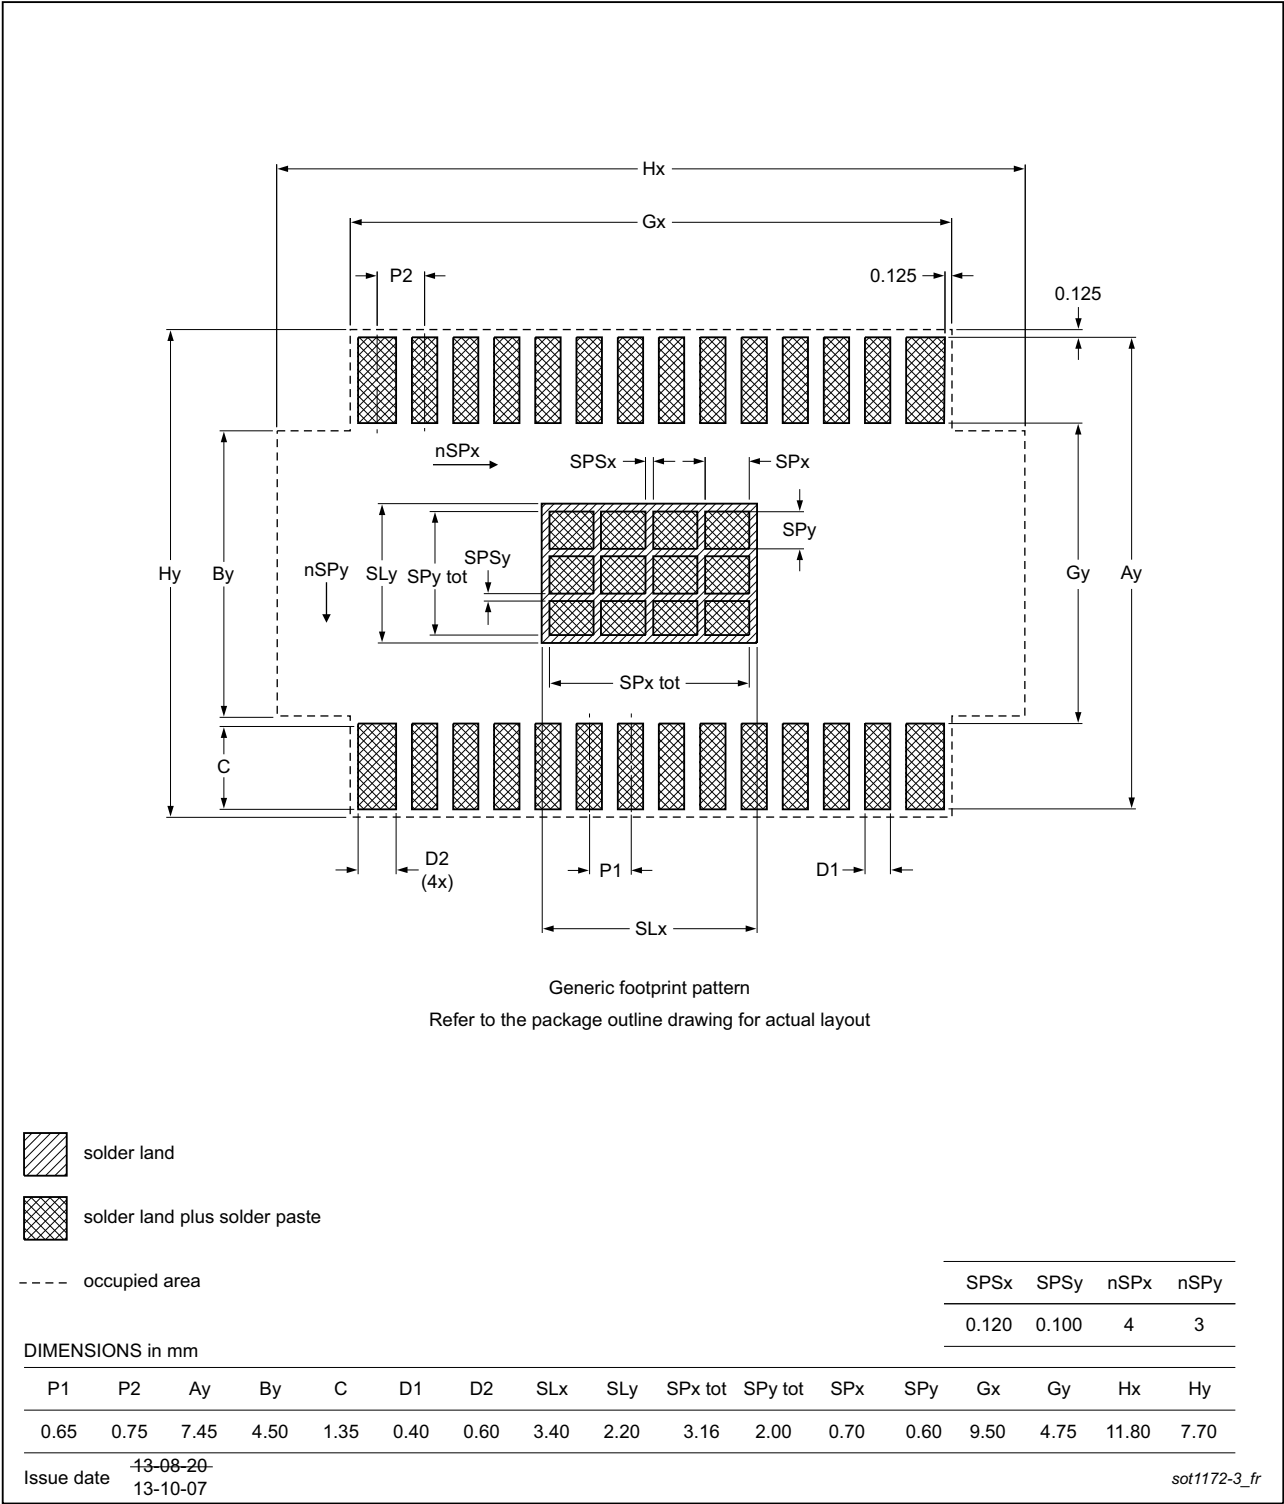 Hx
Gx
P2
0.125
0.125
nSPx
SPSx
SPx
SPy
SPSy
Hy
By
nSPy
SLy
SPy tot
Gy
Ay
SPx tot
C
D2
(4x)
P1
D1
SLx
Generic footprint pattern
Refer to the package outline drawing for actual layout
solder land
solder land plus solder paste
occupied area
SPSx SPSy nSPx nSPy
0.120 0.100 4 3
DIMENSIONS in mm
P1 P2 Ay By C D1 D2 SLx SLy SPx tot SPy tot SPx SPy Gx Gy Hx Hy
0.65 0.75 7.45 4.50 1.35 0.40 0.60 3.40 2.20 3.16 2.00 0.70 0.60 9.50 4.75 11.80 7.70
Issue date
13-08-20
13-10-07
sot1172-3_fr